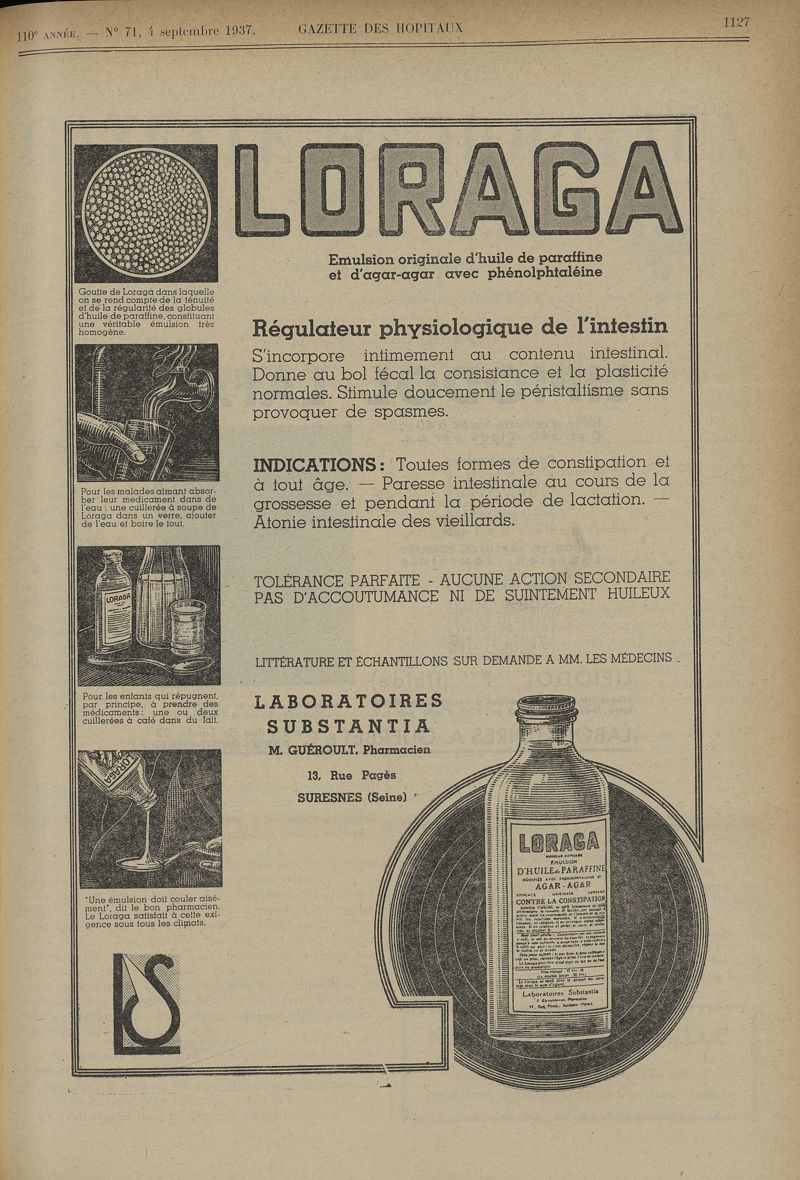 110e ANNÉE. — N° 71, 4 septembre 1937.
GAZETTE DES HOPITAUX
1127
LORAGA
Emulsion originale d'huile de paraffine
et d'agar-agar avec phénolphtaléine
Goutte de Loraga dans laquelle
on se rend compte de la ténuité
et de la régularité des globules
d'huile de paraffine, constituant
une véritable émulsion très
homogène.
Pour les malades aimant absor-
ber leur médicament dans de
l'eau : une cuillerée à soupe de
Loraga dans un verre, ajouter
de l'eau et boire le tout.
LORAGA
Pour les enfants qui répugnent,
par principe, à prendre des
médicaments : une ou deux
cuillerées à café dans du lait.
LORAGA
"Une émulsion doit couler aisé-
ment", dit le bon pharmacien.
Le Loraga satisfait à cette exi-
gence sous tous les climats.
LS
Régulateur physiologique de l'intestin
S'incorpore intimement au contenu intestinal.
Donne au bol fécal la consistance et la plasticité
normales. Stimule doucement le péristaltisme sans
provoquer de spasmes.
INDICATIONS : Toutes formes de constipation et
à tout âge. — Paresse intestinale au cours de la
grossesse et pendant la période de lactation. —
Atonie intestinale des vieillards.
TOLÉRANCE PARFAITE - AUCUNE ACTION SECONDAIRE
PAS D'ACCOUTUMANCE NI DE SUINTEMENT HUILEUX
LITTÉRATURE ET ÉCHANTILLONS SUR DEMANDE A MM. LES MÉDECINS
LABORATOIRES
SUBSTANTIA
M. GUÉROULT, Pharmacien
13, Rue Pagès
SURESNES (Seine)
LORAGA
MARQUE DÉPOSÉE
ÉMULSION
D'HUILE DE PARAFFINE
AGAR-AGAR
CONTRE LA CONSTIPATION
Laboratoires Substantia